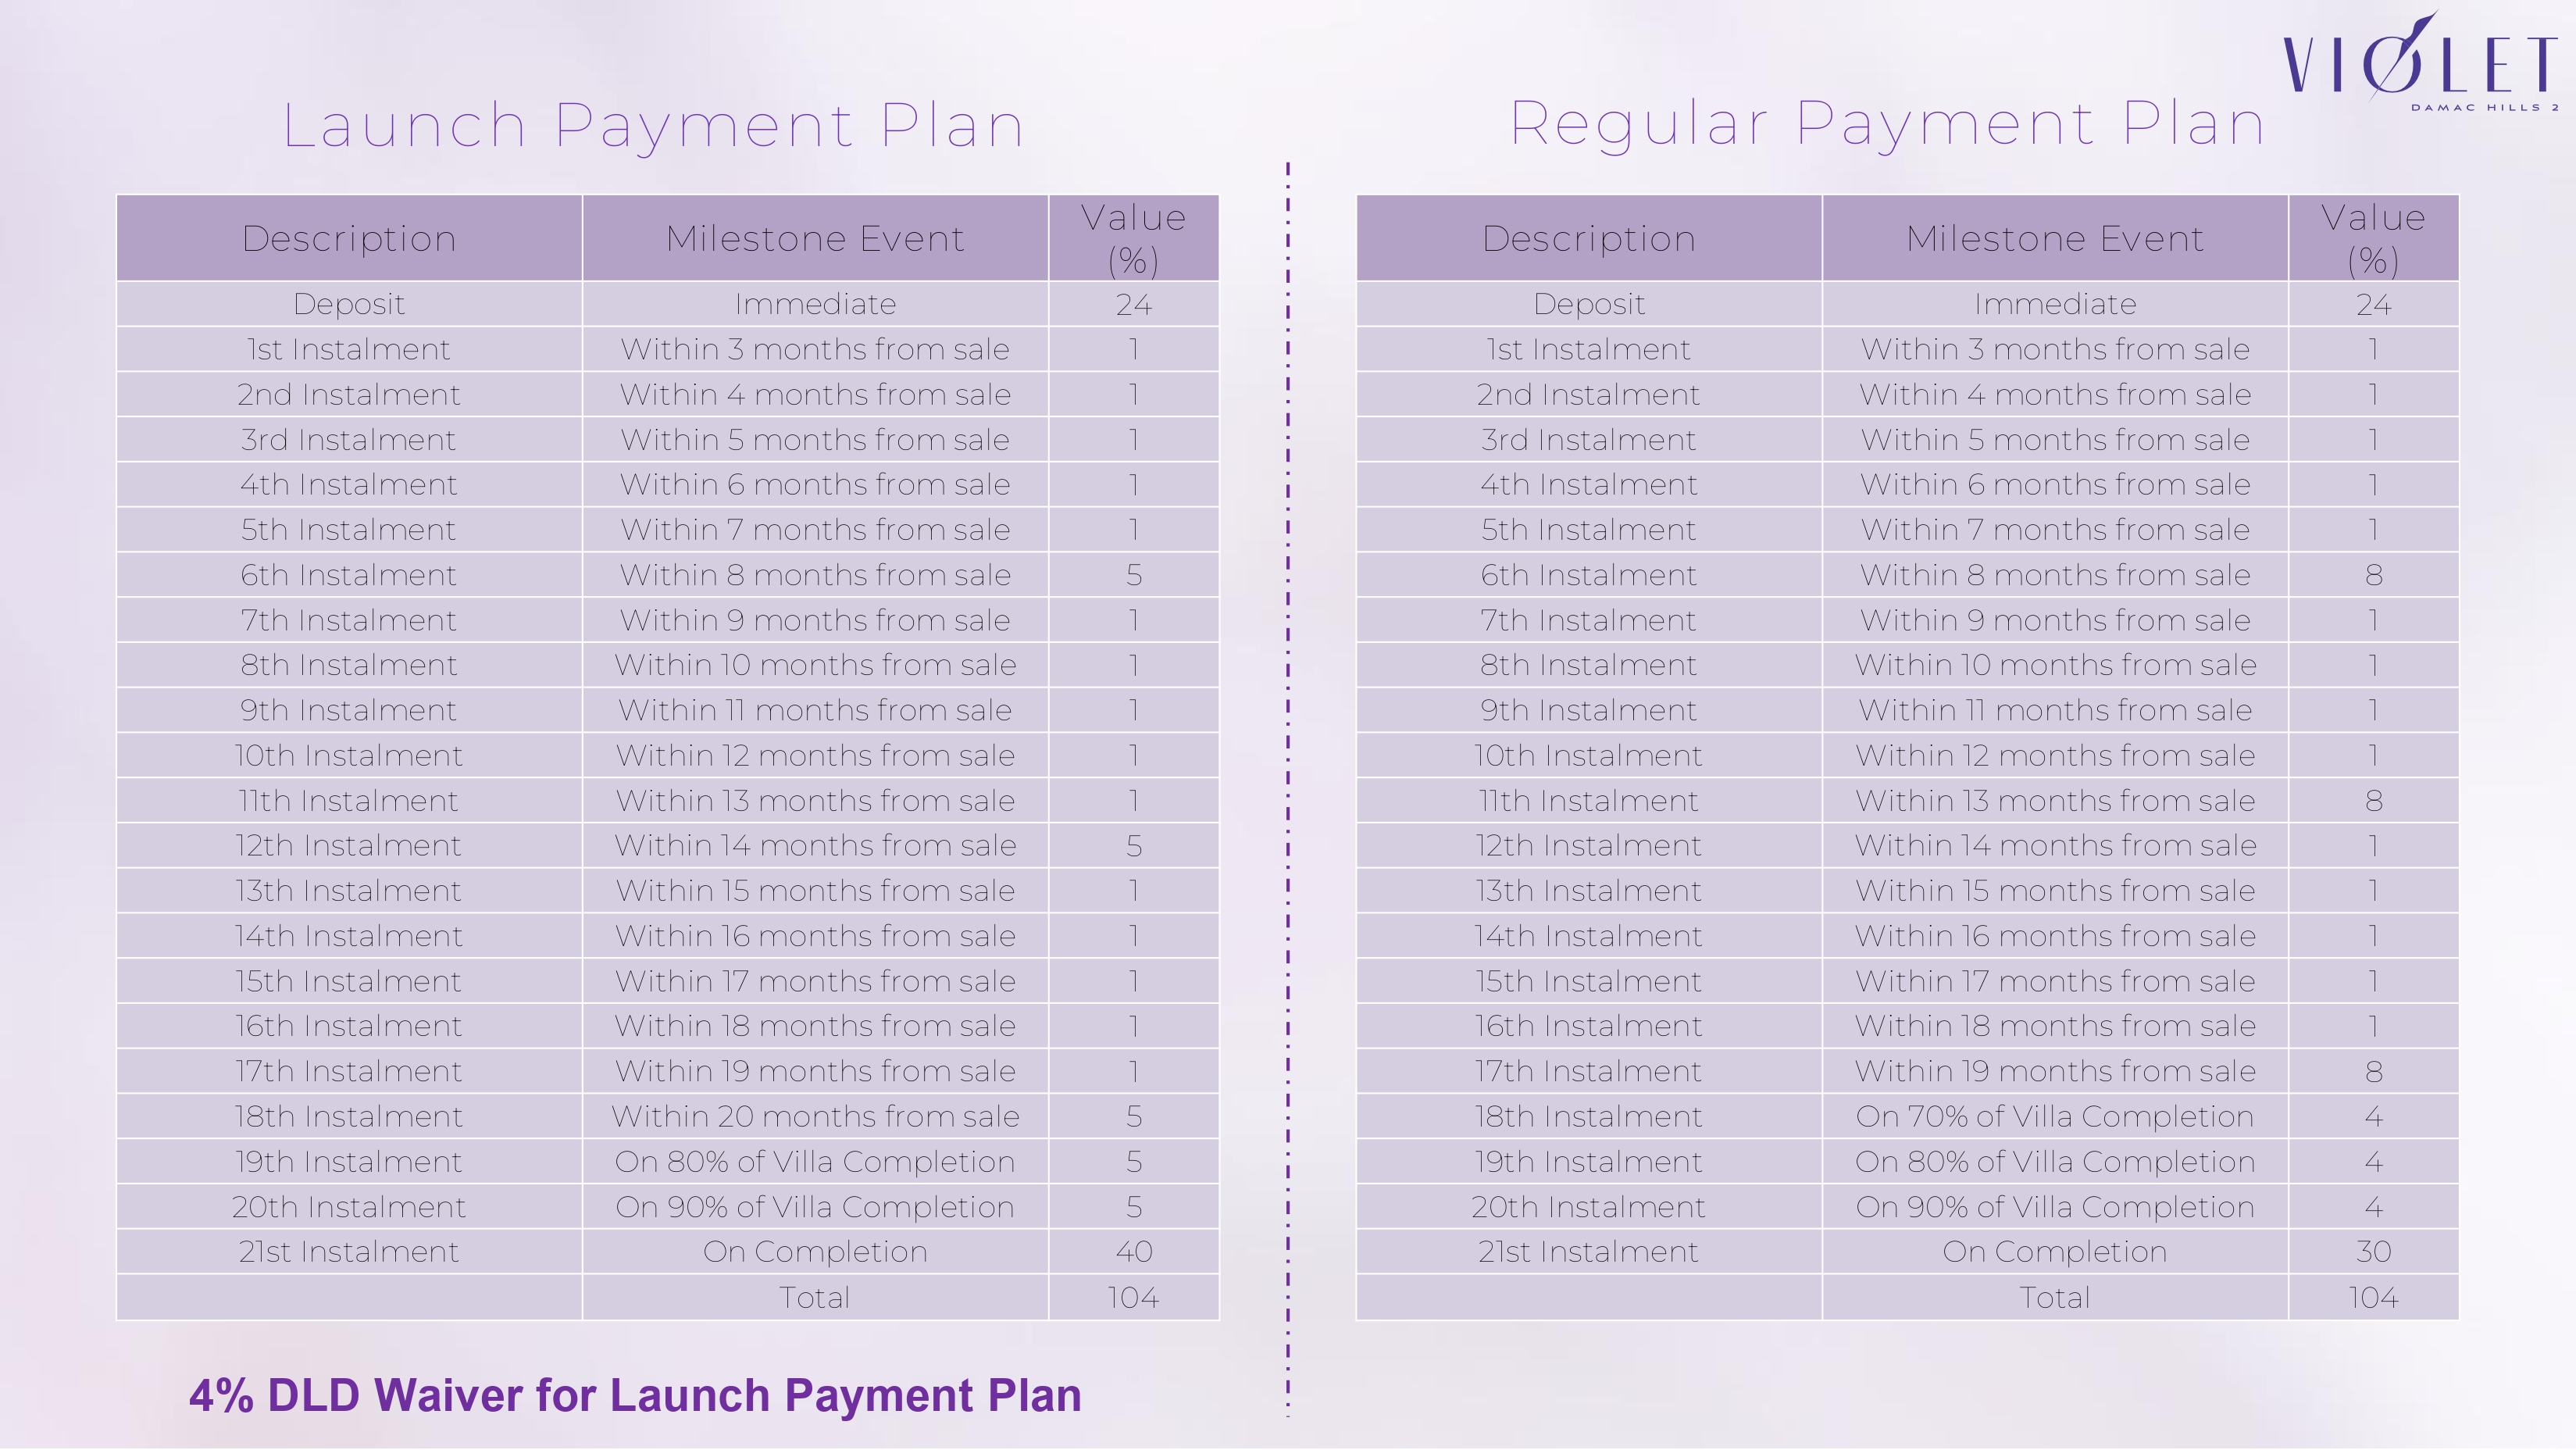 VIOLET
DAMAC HILLS 2
Launch Payment Plan
Description Milestone Event Value (%)
Deposit Immediate 24
1st Instalment Within 3 months from sale 1
2nd Instalment Within 4 months from sale 1
3rd Instalment Within 5 months from sale 1
4th Instalment Within 6 months from sale 1
5th Instalment Within 7 months from sale 1
6th Instalment Within 8 months from sale 5
7th Instalment Within 9 months from sale 1
8th Instalment Within 10 months from sale 1
9th Instalment Within 11 months from sale 1
10th Instalment Within 12 months from sale 1
11th Instalment Within 13 months from sale 1
12th Instalment Within 14 months from sale 5
13th Instalment Within 15 months from sale 1
14th Instalment Within 16 months from sale 1
15th Instalment Within 17 months from sale 1
16th Instalment Within 18 months from sale 1
17th Instalment Within 19 months from sale 1
18th Instalment Within 20 months from sale 5
19th Instalment On 80% of Villa Completion 5
20th Instalment On 90% of Villa Completion 5
21st Instalment On Completion 40
Total 104
4% DLD Waiver for Launch Payment Plan
Regular Payment Plan
Description Milestone Event Value (%)
Deposit Immediate 24
1st Instalment Within 3 months from sale 1
2nd Instalment Within 4 months from sale 1
3rd Instalment Within 5 months from sale 1
4th Instalment Within 6 months from sale 1
5th Instalment Within 7 months from sale 1
6th Instalment Within 8 months from sale 8
7th Instalment Within 9 months from sale 1
8th Instalment Within 10 months from sale 1
9th Instalment Within 11 months from sale 1
10th Instalment Within 12 months from sale 1
11th Instalment Within 13 months from sale 8
12th Instalment Within 14 months from sale 1
13th Instalment Within 15 months from sale 1
14th Instalment Within 16 months from sale 1
15th Instalment Within 17 months from sale 1
16th Instalment Within 18 months from sale 1
17th Instalment Within 19 months from sale 8
18th Instalment On 70% of Villa Completion 4
19th Instalment On 80% of Villa Completion 4
20th Instalment On 90% of Villa Completion 4
21st Instalment On Completion 30
Total 104